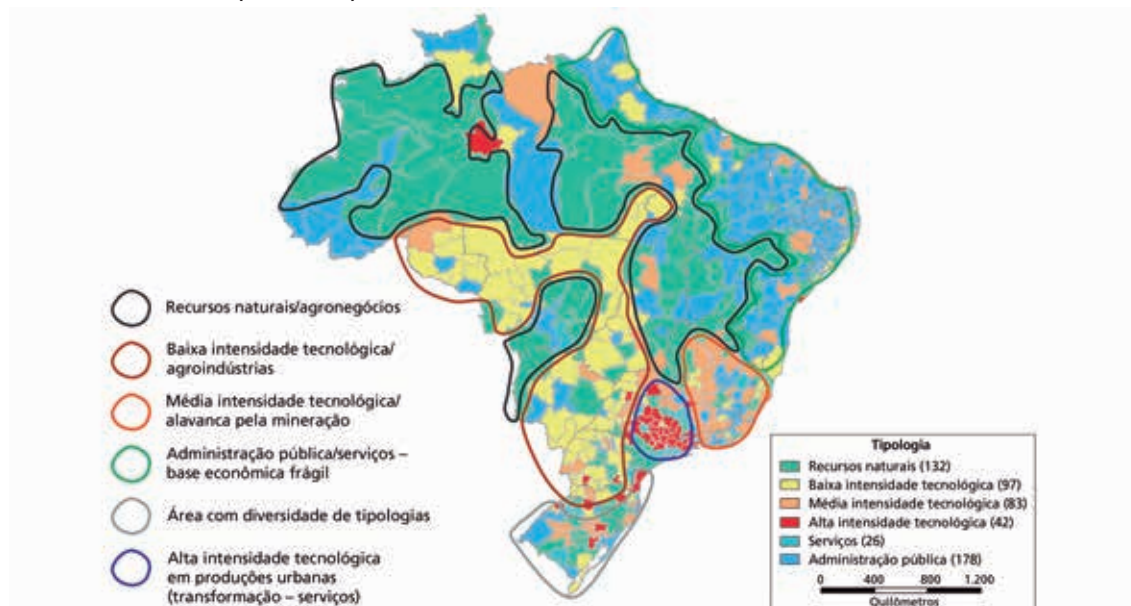 Recursos naturais/agronegócios
Baixa intensidade tecnológica/
agroindústrias
Média intensidade tecnológica/
alavanca pela mineração
Administração pública/serviços –
base econômica frágil
Área com diversidade de tipologias
Alta intensidade tecnológica
em produções urbanas
(transformação – serviços)
Tipologia
Recursos naturais (132)
Baixa intensidade tecnológica (97)
Média intensidade tecnológica (83)
Alta intensidade tecnológica (42)
Serviços (26)
Administração pública (178)
0 400 800 1.200
Quilômetros